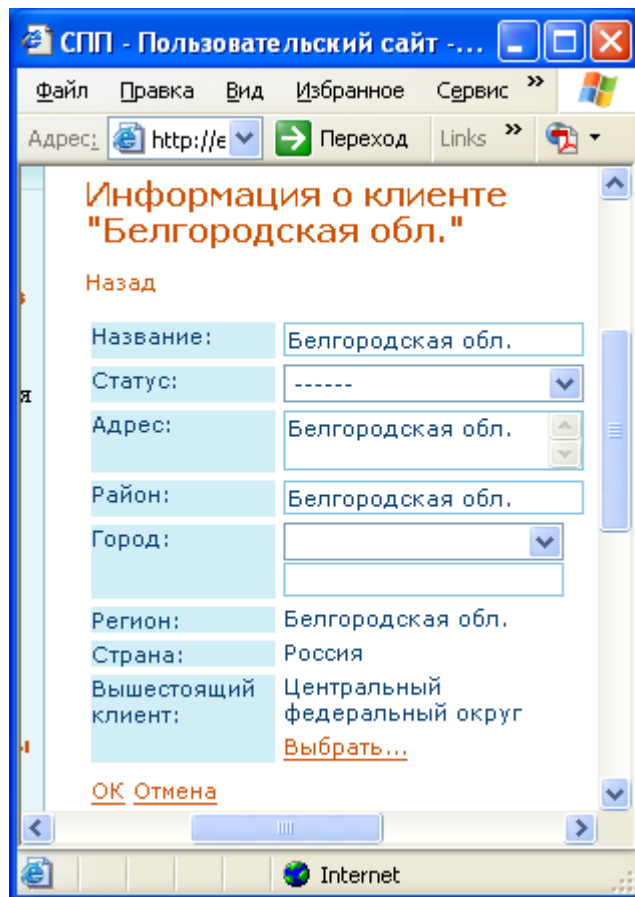 СПП - Пользовательский сайт -...
Файл Правка Вид Избранное Сервис »
Адрес: http://e Переход Links »
Информация о клиенте
"Белгородская обл."
Назад
в
Название: Белгородская обл.
Статус: ------
я
Адрес: Белгородская обл.
Район: Белгородская обл.
Город:
Регион: Белгородская обл.
Страна: Россия
Вышестоящий клиент: Центральный
федеральный округ
ы
Выбрать...
ОК Отмена
Internet